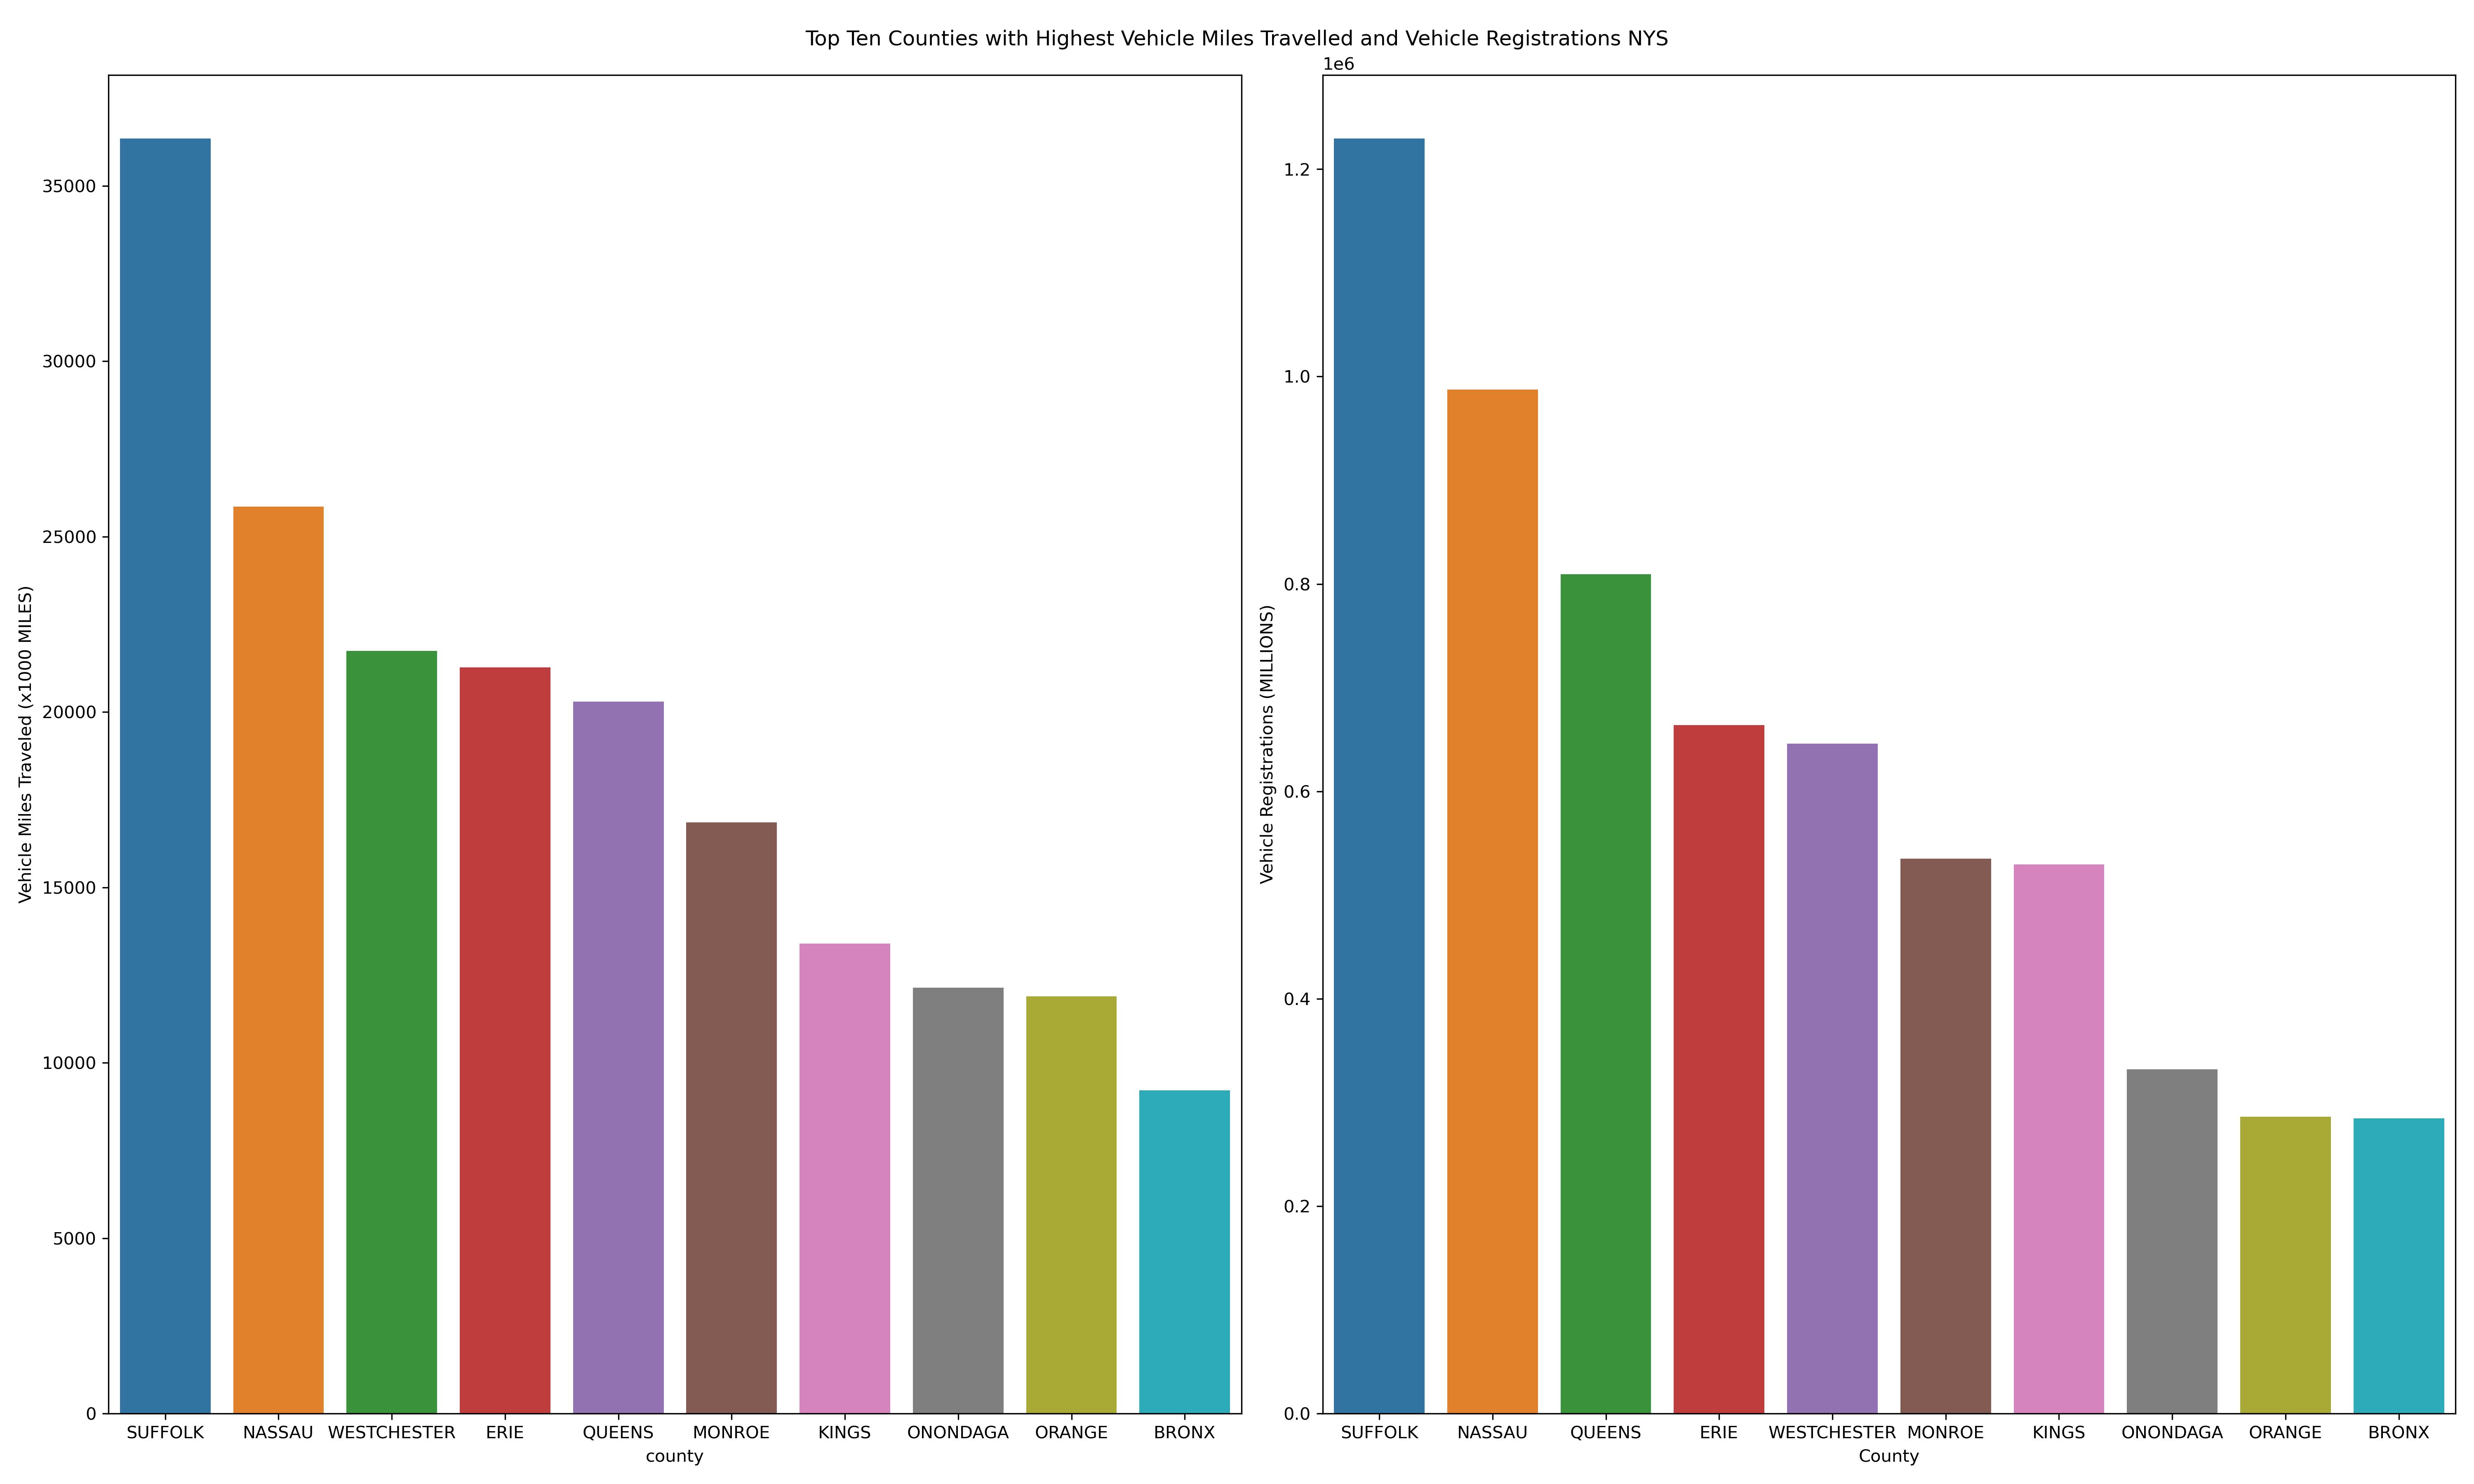 Top Ten Counties with Highest Vehicle Miles Travelled and Vehicle Registrations NYS
Vehicle Miles Traveled (x1000 MILES)
35000
30000
25000
20000
15000
10000
5000
0
SUFFOLK NASSAU WESTCHESTER ERIE QUEENS MONROE KINGS ONONDAGA ORANGE BRONX
county
1e6
Vehicle Registrations (MILLIONS)
1.2
1.0
0.8
0.6
0.4
0.2
0.0
SUFFOLK NASSAU QUEENS ERIE WESTCHESTER MONROE KINGS ONONDAGA ORANGE BRONX
County